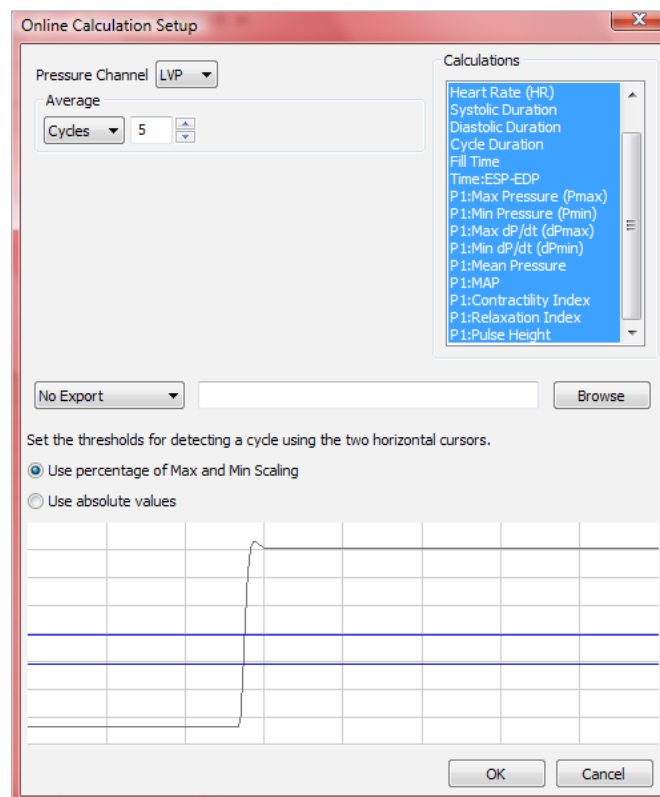 Online Calculation Setup
Pressure Channel LVP
Calculations
Average
Cycles 5
Heart Rate (HR)
Systolic Duration
Diastolic Duration
Cycle Duration
Fill Time
Time:ESP-EDP
P1:Max Pressure (Pmax)
P1:Min Pressure (Pmin)
P1:Max dP/dt (dPmax)
P1:Min dP/dt (dPmin)
P1:Mean Pressure
P1:MAP
P1:Contractility Index
P1:Relaxation Index
P1:Pulse Height
No Export Browse
Set the thresholds for detecting a cycle using the two horizontal cursors.
Use percentage of Max and Min Scaling
Use absolute values
OK Cancel